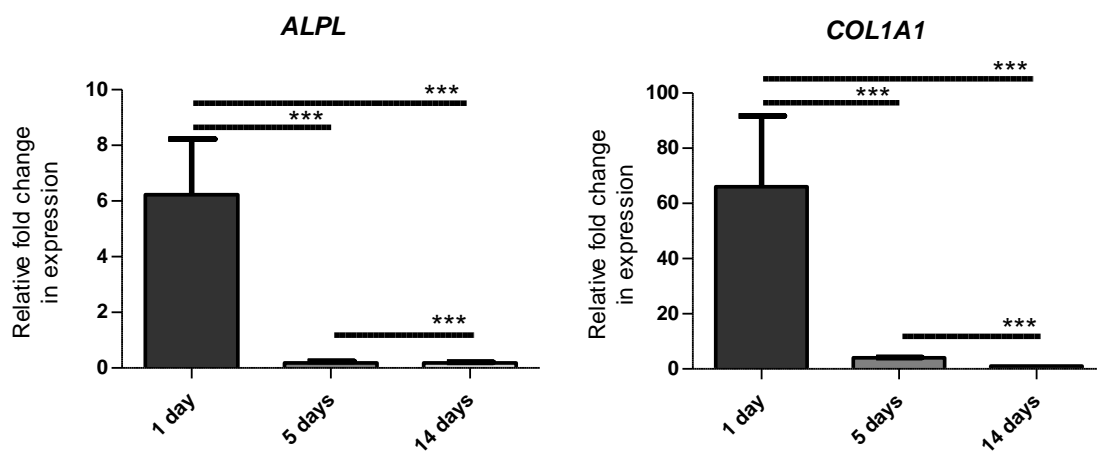 ALPL
Relative fold change
in expression
10
8
6
4
2
0
***
***
***
1 day
5 days
14 days
COL1A1
Relative fold change
in expression
100
80
60
40
20
0
***
***
***
1 day
5 days
14 days